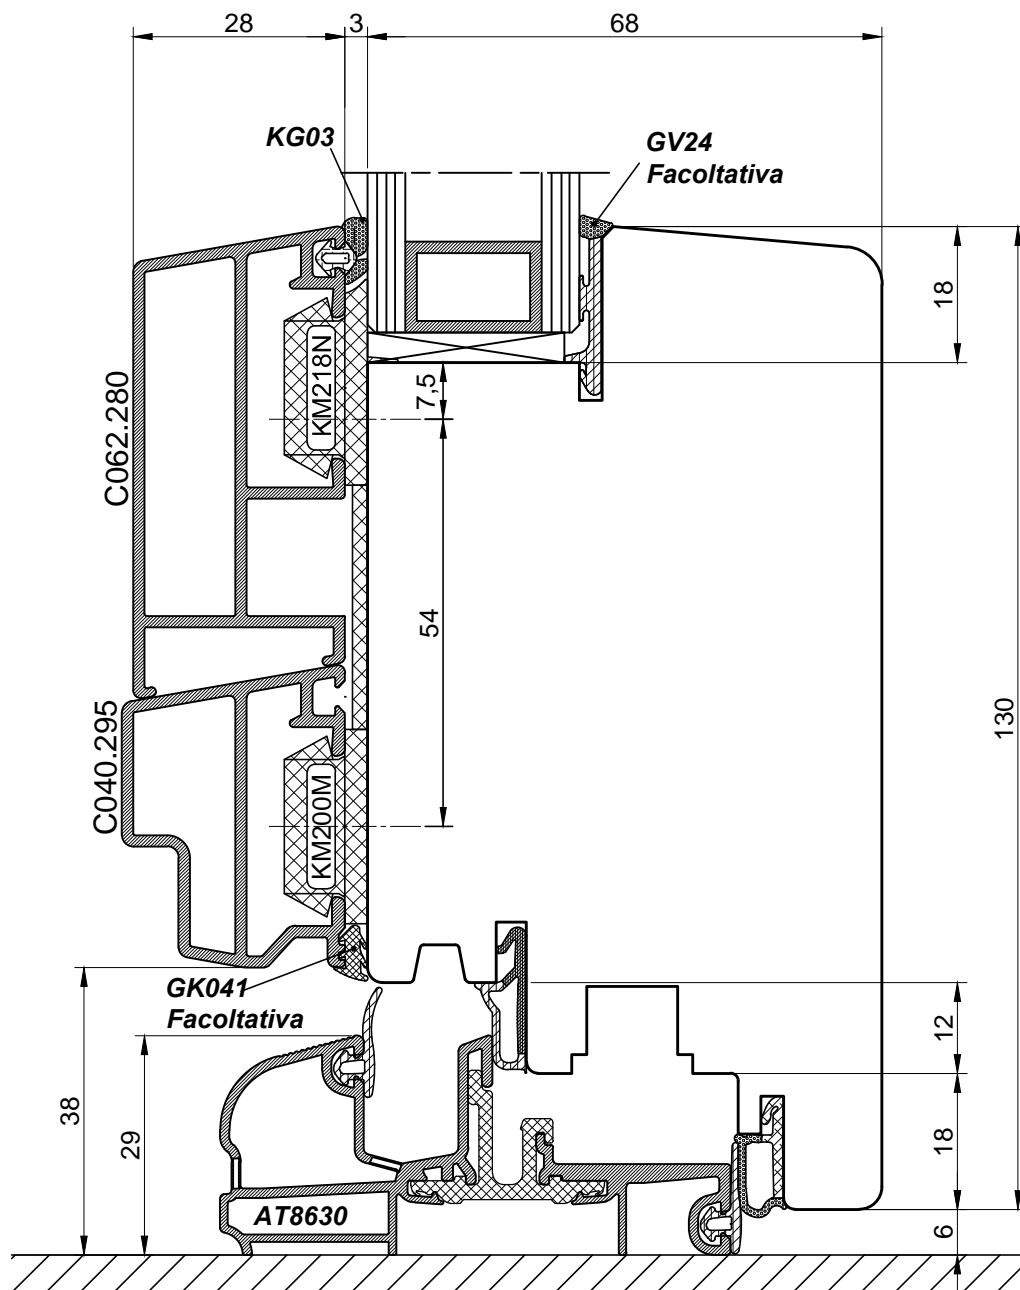 28
3
68
KG03
GV24
Facoltativa
18
7,5
KM218N
C062.280
54
130
C040.295
KM200M
GK041
Facoltativa
12
38
29
18
AT8630
6